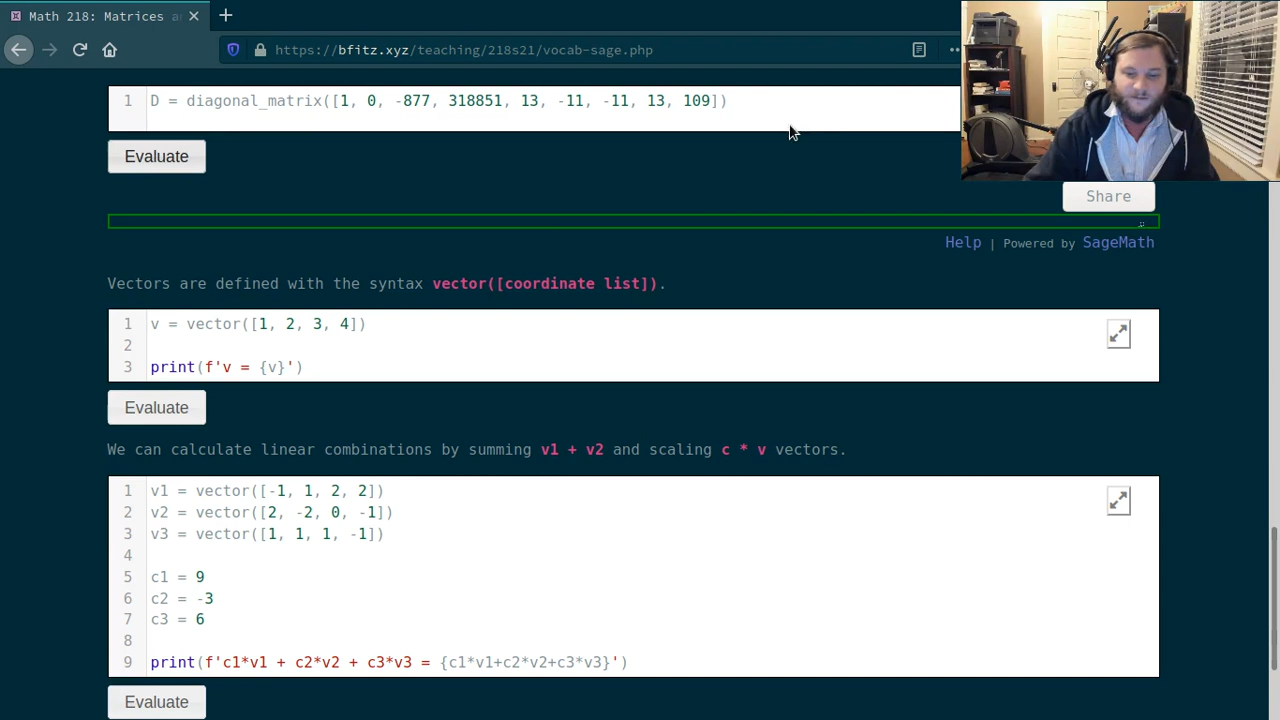 Math 218: Matrices a
https://bfitz.xyz/teaching/218s21/vocab-sage.php
1 D = diagonal_matrix([1, 0, -877, 318851, 13, -11, -11, 13, 109])
Evaluate
Share
Help | Powered by SageMath
Vectors are defined with the syntax vector([coordinate list]).
1 v = vector([1, 2, 3, 4])
2
3 print(f'v = {v}')
Evaluate
We can calculate linear combinations by summing v1 + v2 and scaling c * v vectors.
1 v1 = vector([-1, 1, 2, 2])
2 v2 = vector([2, -2, 0, -1])
3 v3 = vector([1, 1, 1, -1])
4
5 c1 = 9
6 c2 = -3
7 c3 = 6
8
9 print(f'c1*v1 + c2*v2 + c3*v3 = {c1*v1+c2*v2+c3*v3}')
Evaluate